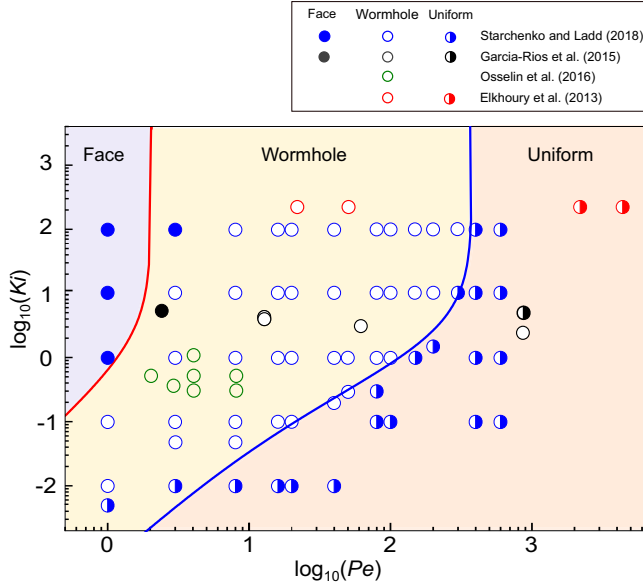 Face Wormhole Uniform
Starchenko and Ladd (2018)
Garcia-Rios et al. (2015)
Osselin et al. (2016)
Elkhoury et al. (2013)
Face Wormhole Uniform
3
2
1
0
-1
-2
log10(Ki)
0 1 2 3
log10(Pe)